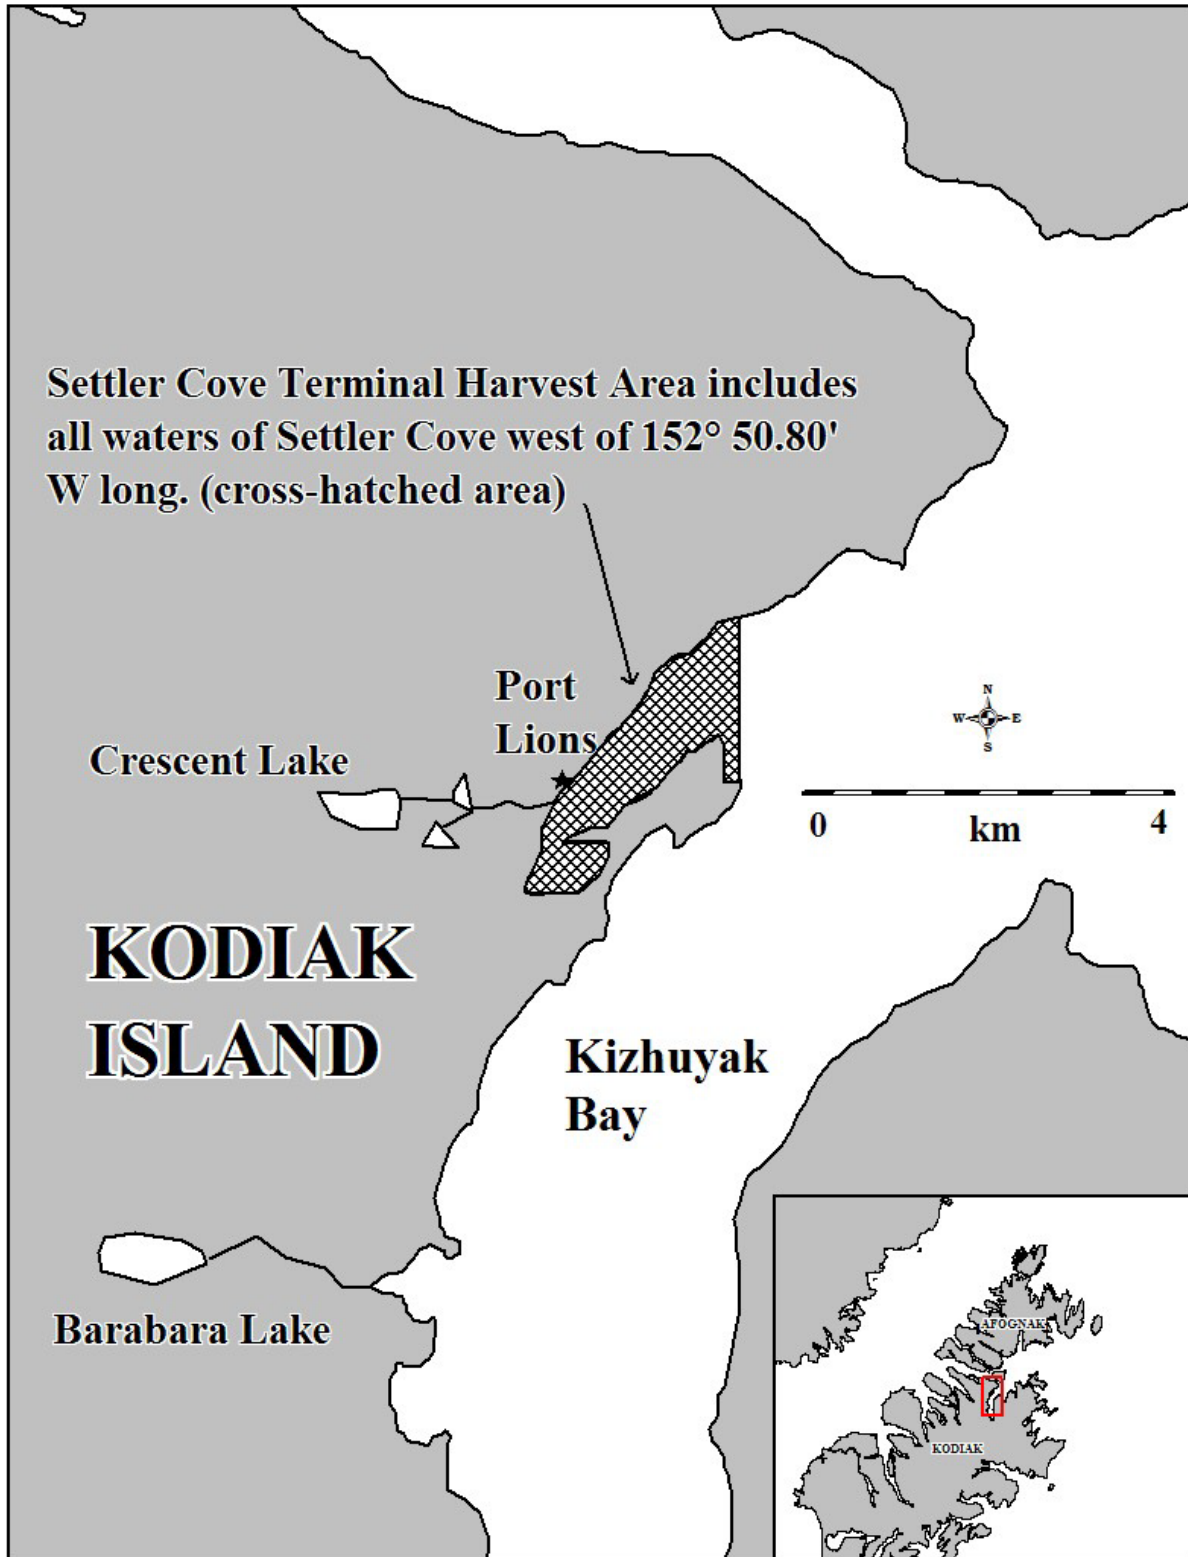 Settler Cove Terminal Harvest Area includes
all waters of Settler Cove west of 152° 50.80'
W long. (cross-hatched area)
Port
Lions
Crescent Lake
N
W E
S
0 km 4
KODIAK
ISLAND
Kizhuyak
Bay
Barabara Lake
AFOGNAK
KODIAK